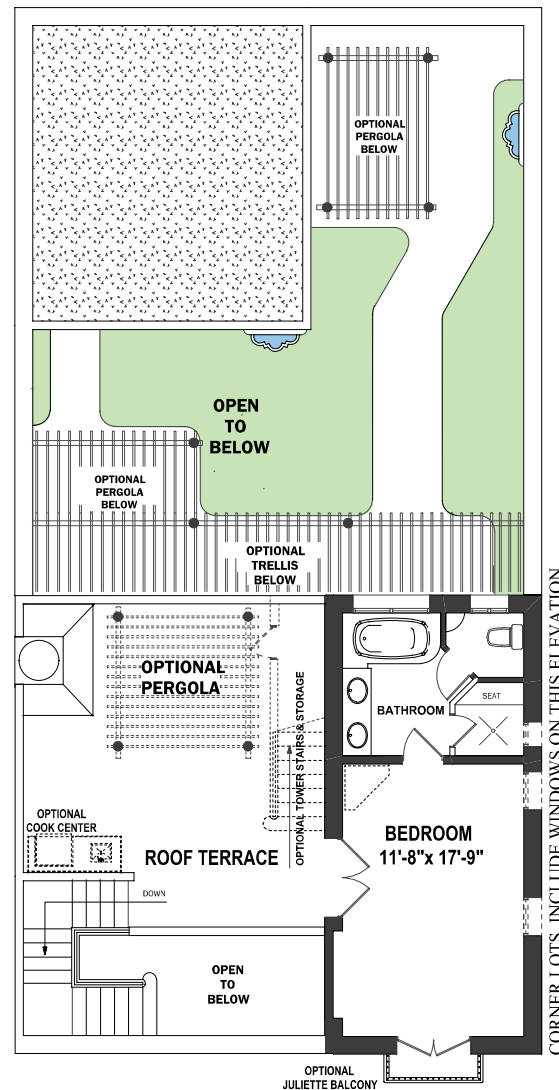 OPTIONAL
PERGOLA
BELOW
OPEN
TO
BELOW
OPTIONAL
PERGOLA
BELOW
OPTIONAL
TRELLIS
BELOW
OPTIONAL
PERGOLA
OPTIONAL TOWER STAIRS & STORAGE
BATHROOM
SEAT
CORNER LOTS INCLUDE WINDOWS ON THIS ELEVATION
OPTIONAL
COOK CENTER
ROOF TERRACE
BEDROOM
11'-8"x 17'-9"
DOWN
OPEN
TO
BELOW
OPTIONAL
JULIETTE BALCONY